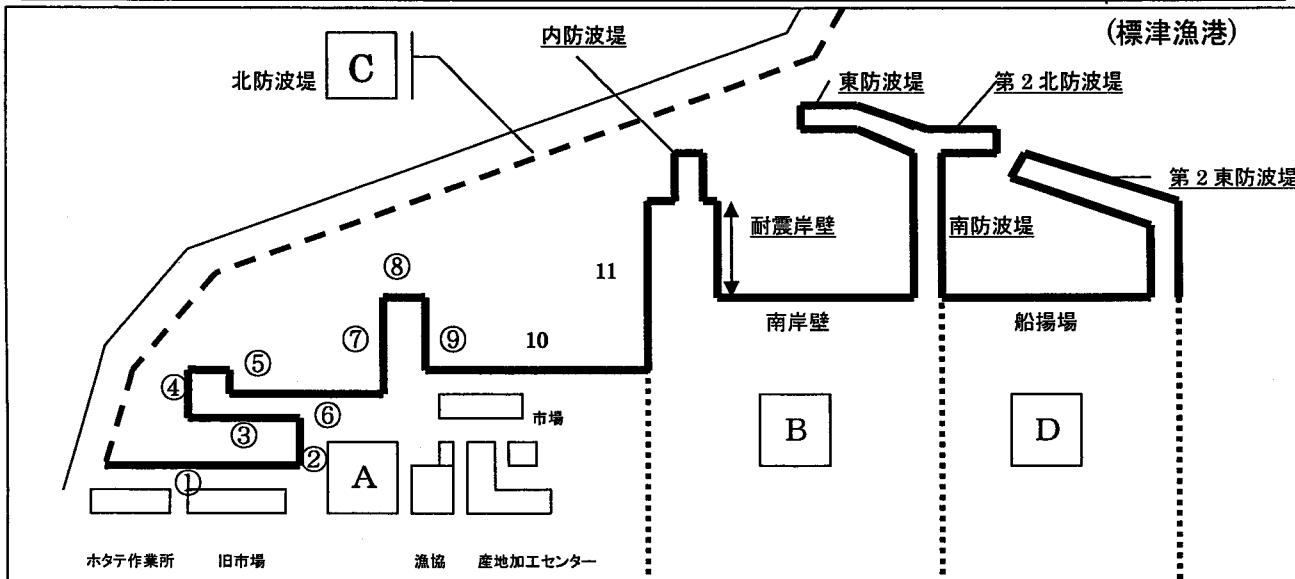 (標津漁港)
内防波堤
北防波堤
C
東防波堤
第2北防波堤
第2東防波堤
耐震岸壁
南防波堤
⑧
11
⑦
⑨
10
南岸壁
船揚場
⑤
④
⑥
市場
③
②
①
A
B
D
ホタテ作業所
旧市場
漁協
産地加工センター